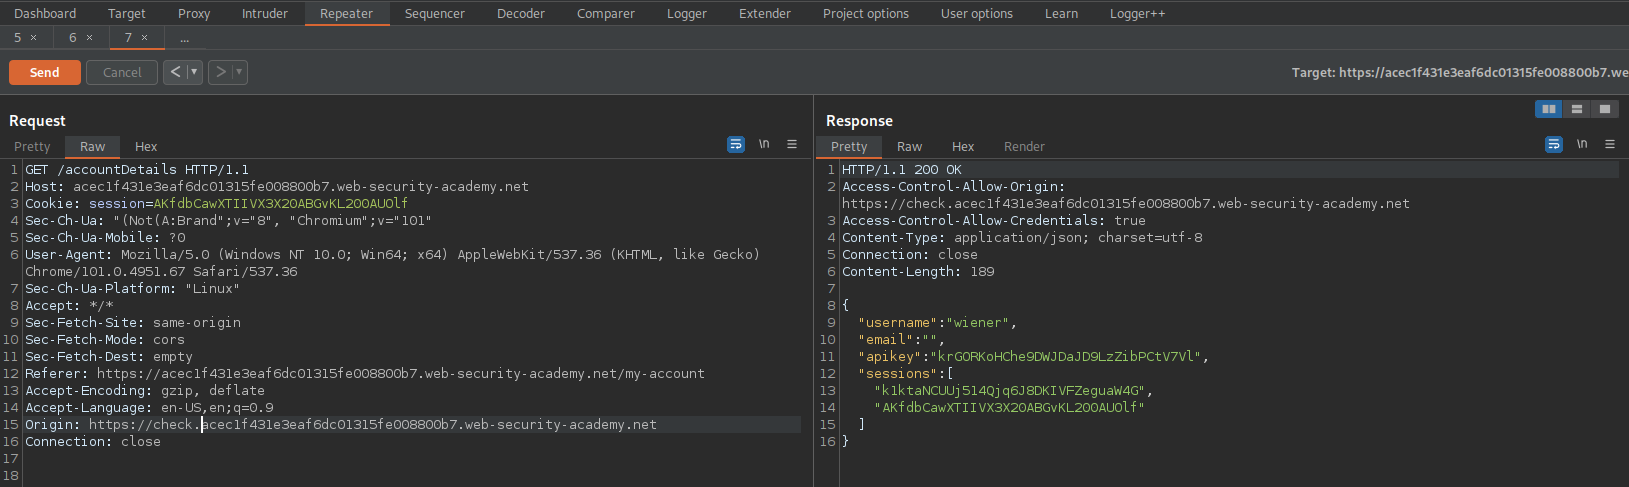 Dashboard Target Proxy Intruder Repeater Sequencer Decoder Comparer Logger Extender Project options User options Learn Logger++
5 × 6 × 7 × ...
Send Cancel < ▼ > ▼ Target: https://acec1f431e3eaf6dc01315fe008800b7.we
Request
Pretty Raw Hex \n
1 GET /accountDetails HTTP/1.1
2 Host: acec1f431e3eaf6dc01315fe008800b7.web-security-academy.net
3 Cookie: session=AKfdbCawXTIIVX3X20ABGvKL200AUOlf
4 Sec-Ch-Ua: "(Not(A:Brand";v="8", "Chromium";v="101"
5 Sec-Ch-Ua-Mobile: ?0
6 User-Agent: Mozilla/5.0 (Windows NT 10.0; Win64; x64) AppleWebKit/537.36 (KHTML, like Gecko)
Chrome/101.0.4951.67 Safari/537.36
7 Sec-Ch-Ua-Platform: "Linux"
8 Accept: */*
9 Sec-Fetch-Site: same-origin
10 Sec-Fetch-Mode: cors
11 Sec-Fetch-Dest: empty
12 Referer: https://acec1f431e3eaf6dc01315fe008800b7.web-security-academy.net/my-account
13 Accept-Encoding: gzip, deflate
14 Accept-Language: en-US,en;q=0.9
15 Origin: https://check.acec1f431e3eaf6dc01315fe008800b7.web-security-academy.net
16 Connection: close
17
18
Response
Pretty Raw Hex Render \n
1 HTTP/1.1 200 OK
2 Access-Control-Allow-Origin:
https://check.acec1f431e3eaf6dc01315fe008800b7.web-security-academy.net
3 Access-Control-Allow-Credentials: true
4 Content-Type: application/json; charset=utf-8
5 Connection: close
6 Content-Length: 189
7
8 {
9 "username":"wiener",
10 "email":"",
11 "apikey":"krGORKoHChe9DWJDaJD9LzZibPCtV7Vl",
12 "sessions":[
13 "k1ktaNCUUj514Qjq6J8DKIVFZeguaW4G",
14 "AKfdbCawXTIIVX3X20ABGvKL200AUOlf"
15 ]
16 }